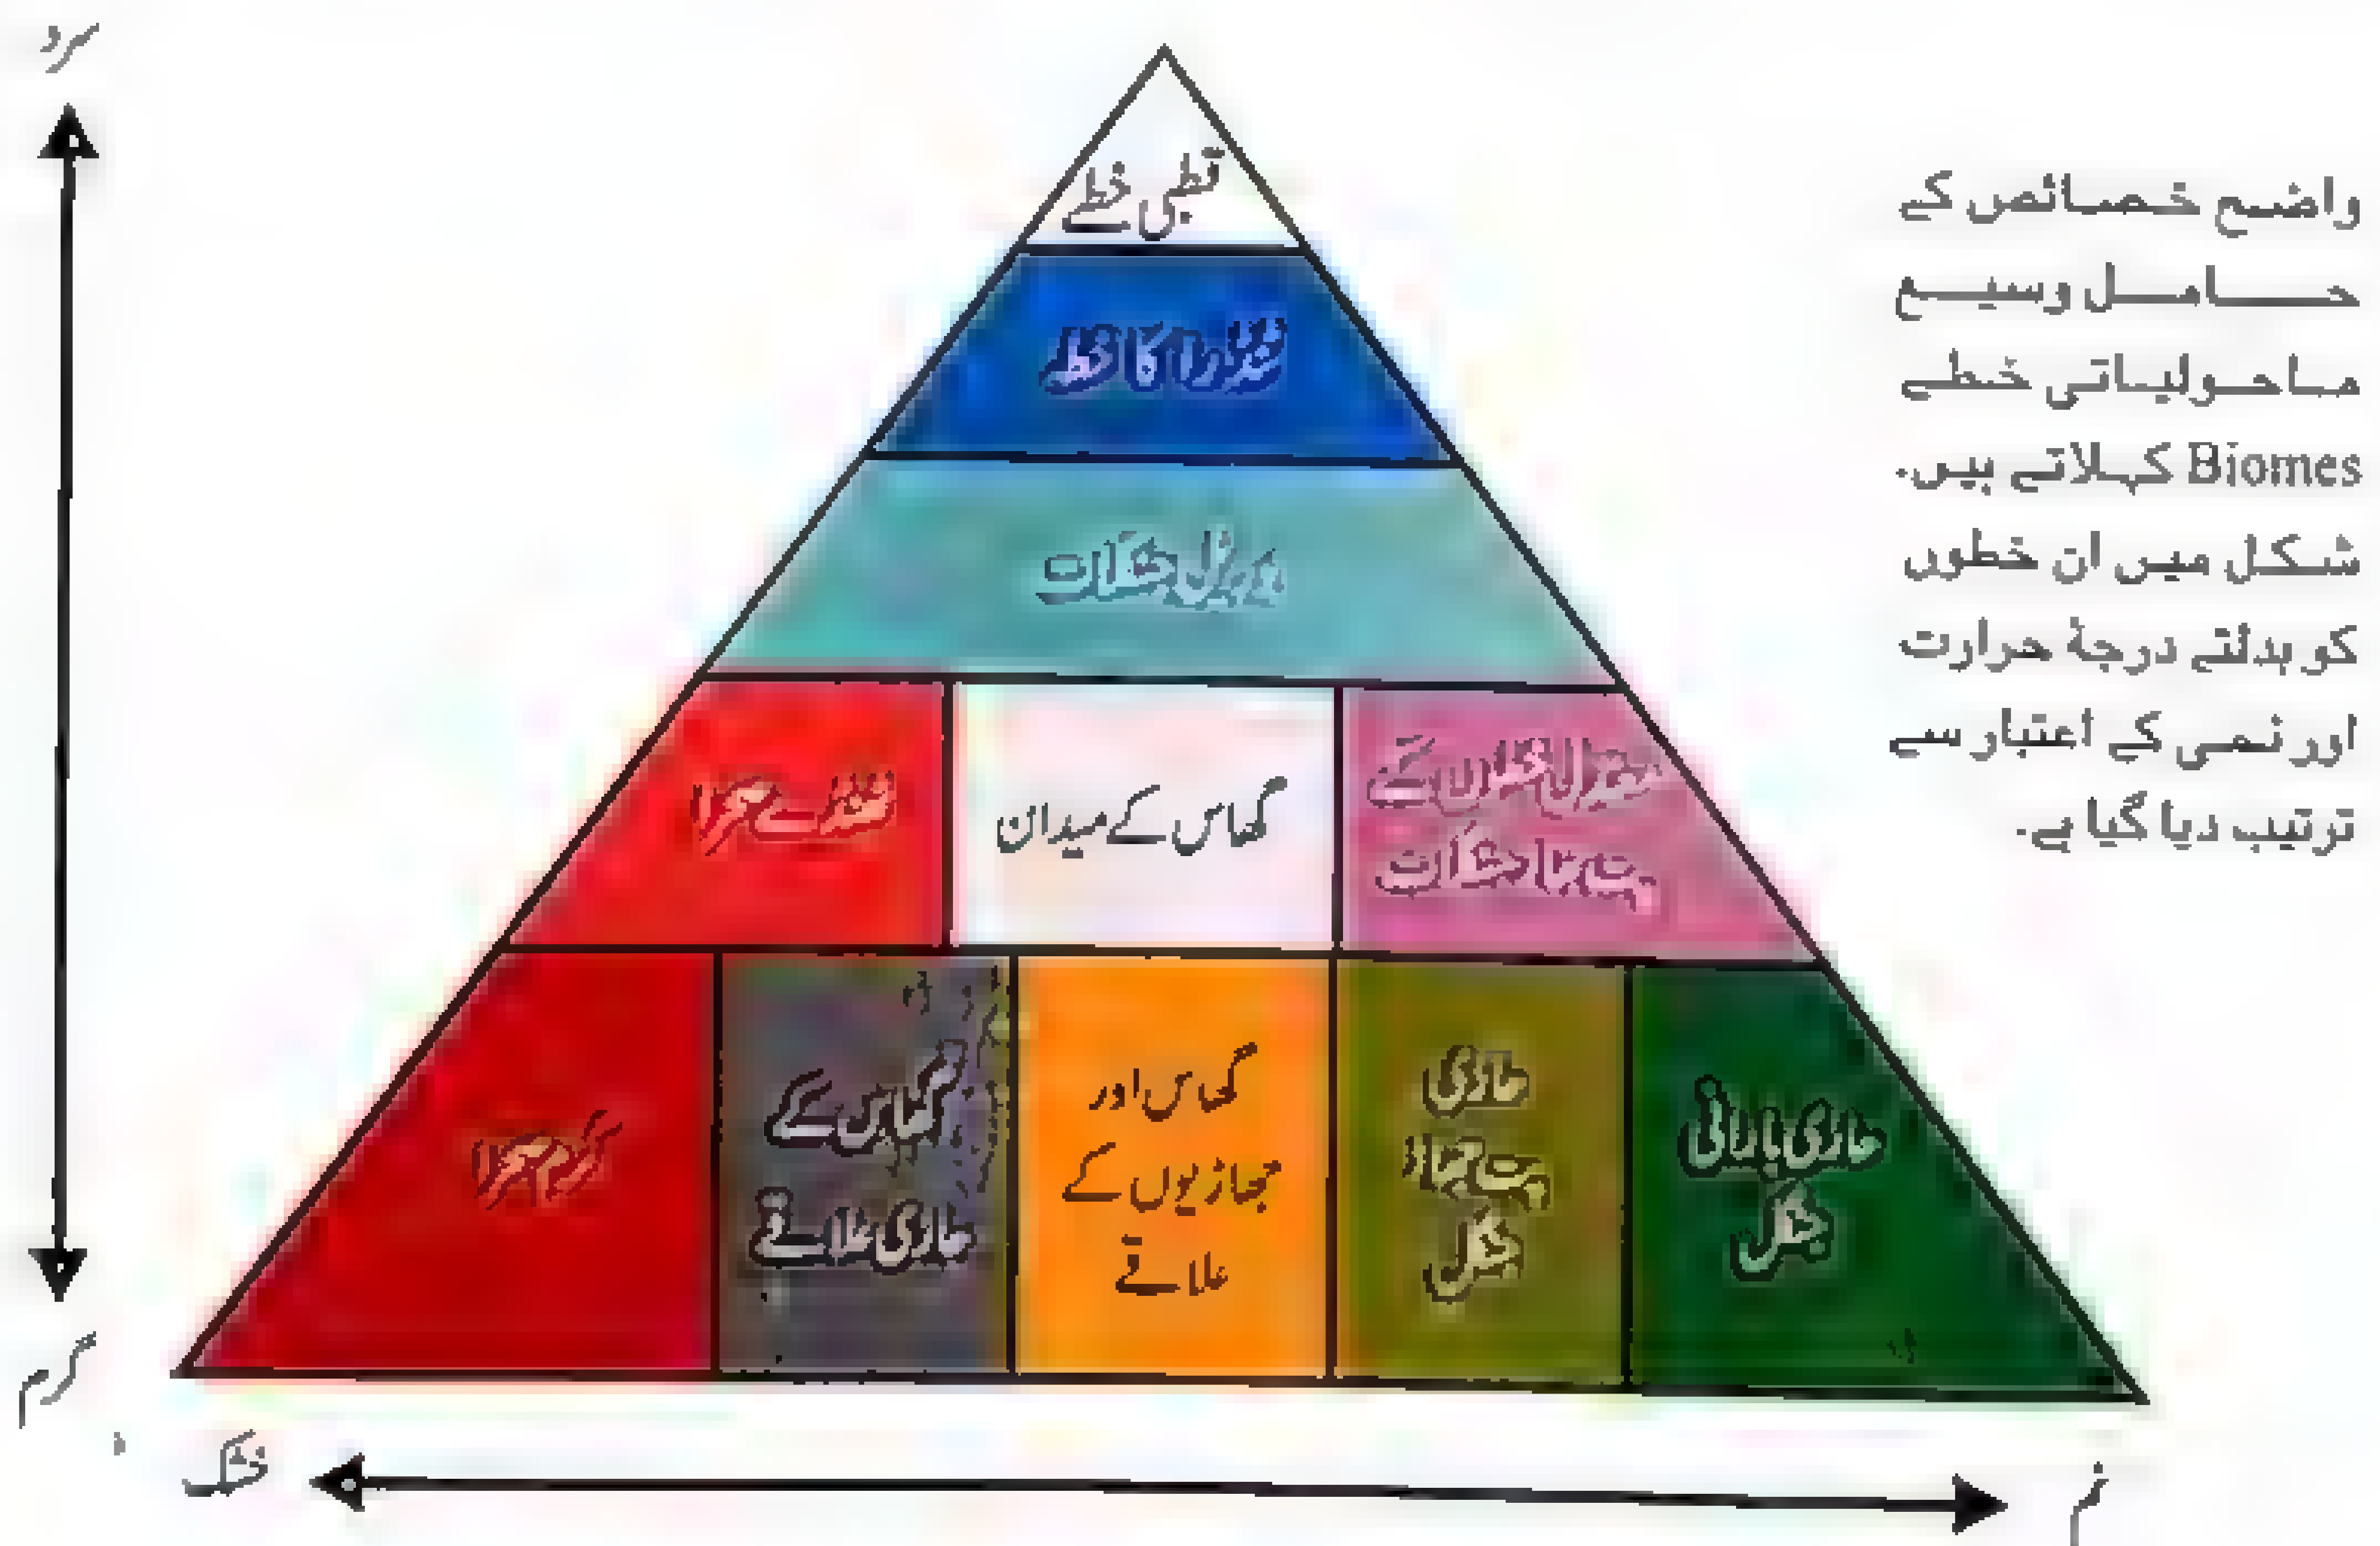 سرد
قطبی خطے
ٹنڈرا کا خطہ
جنگلات
ٹھنڈے صحرا
گھاس کے میدان
معتدل خطوں کے
پت جھاڑ جنگلات
گرم صحرا
گھاس کے
حاری علاقے
گھاس اور
جھاڑیوں کے
علاقے
حاری
پت جھاڑ
جنگل
حاری بارانی
جنگل
گرم
خشک
نم
واضح خصائص کے
حامل وسیع
ماحولیاتی خطے
Biomes کہلاتے ہیں۔
شکل میں ان خطوں
کو بدلتے درجۂ حرارت
اور نمی کے اعتبار سے
ترتیب دیا گیا ہے۔